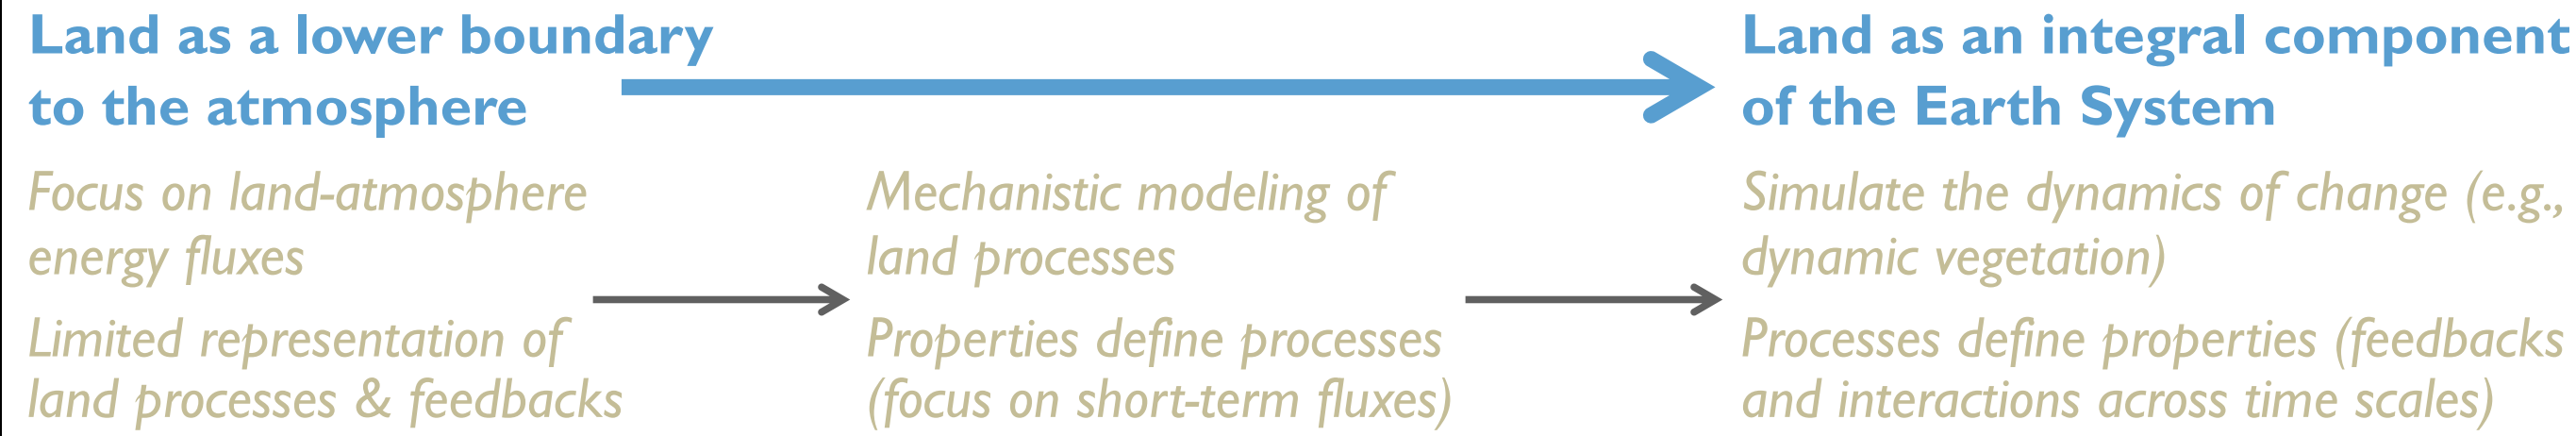 Land as a lower boundary
to the atmosphere
Land as an integral component
of the Earth System
Focus on land-atmosphere
energy fluxes
Limited representation of
land processes & feedbacks
Mechanistic modeling of
land processes
Properties define processes
(focus on short-term fluxes)
Simulate the dynamics of change (e.g.,
dynamic vegetation)
Processes define properties (feedbacks
and interactions across time scales)